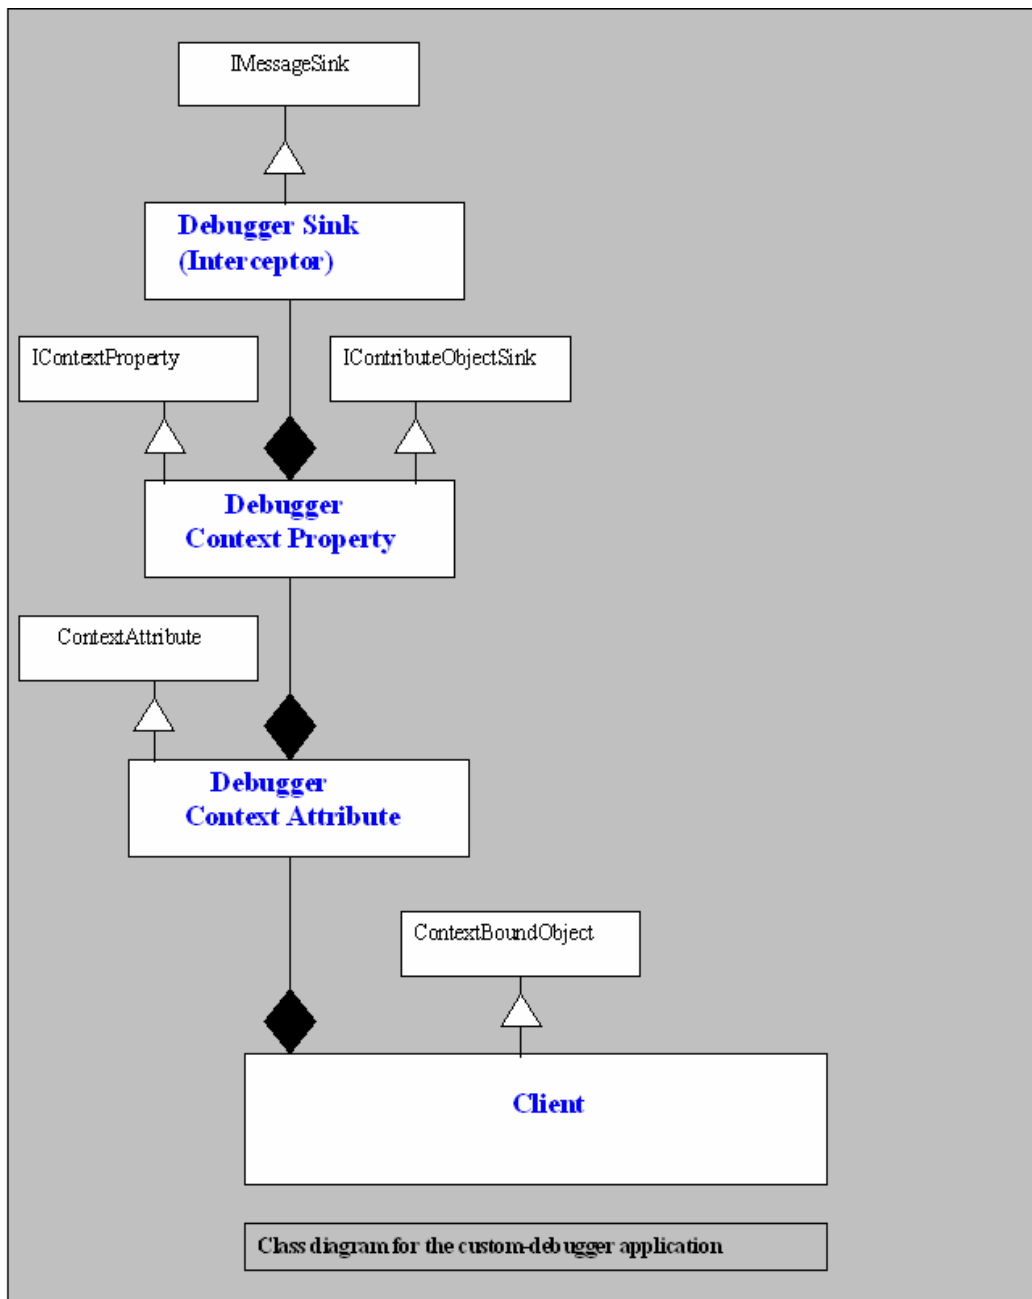 IMessageSink
Debugger Sink
(Interceptor)
IContextProperty
IContributeObjectSink
Debugger
Context Property
ContextAttribute
Debugger
Context Attribute
ContextBoundObject
Client
Class diagram for the custom-debugger application